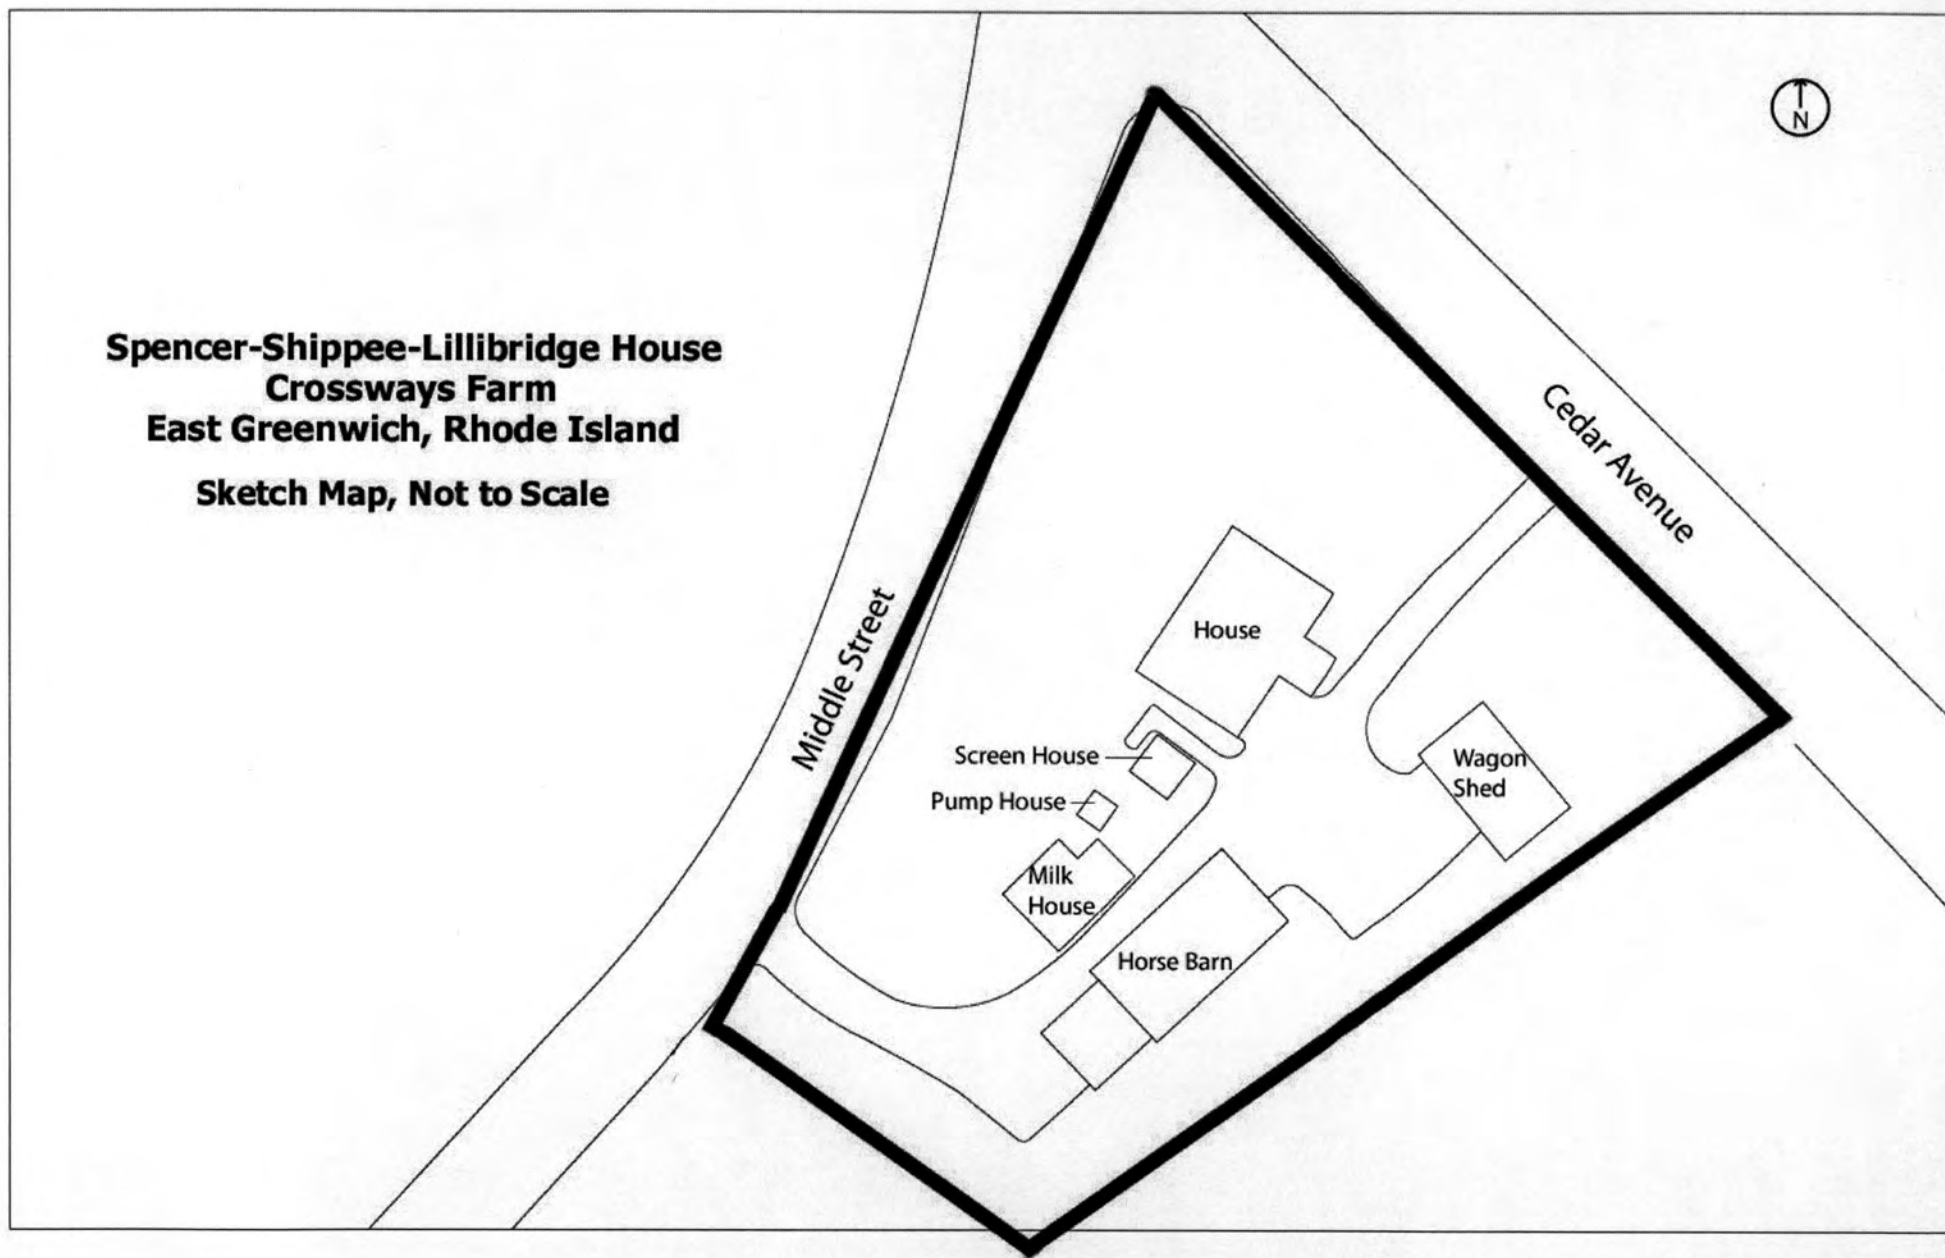 N
Spencer-Shippee-Lillibridge House
Crossways Farm
East Greenwich, Rhode Island
Sketch Map, Not to Scale
Cedar Avenue
Middle Street
House
Screen House
Pump House
Wagon
Shed
Milk
House
Horse Barn